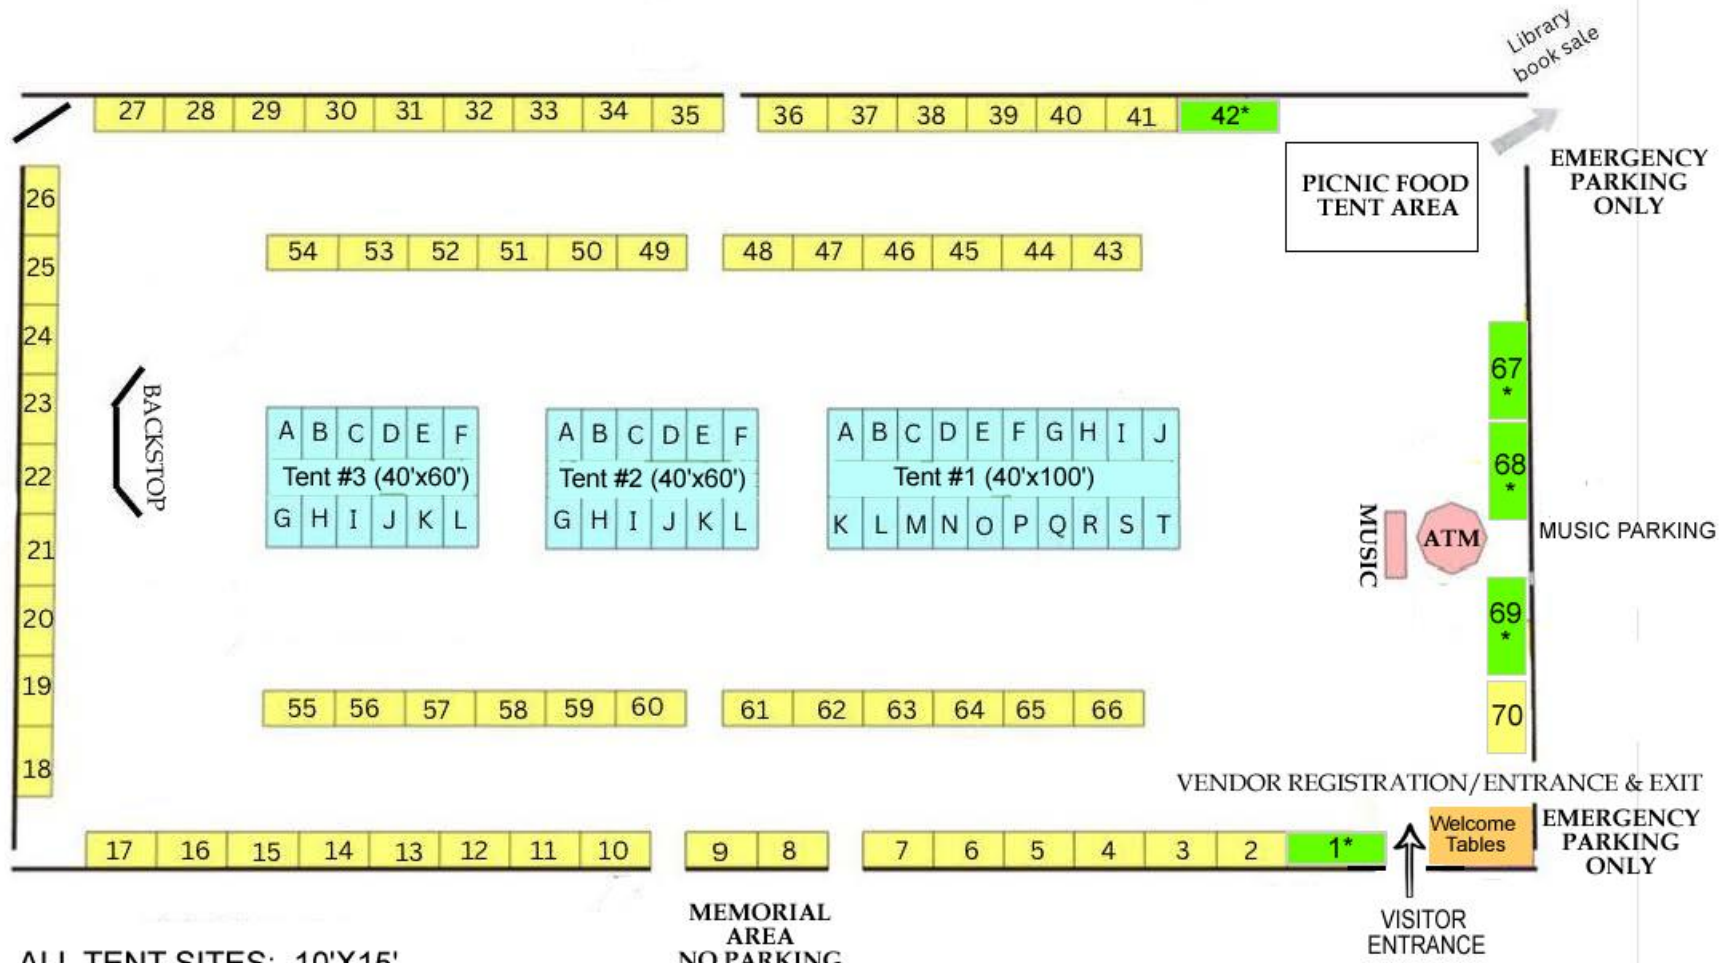 Library
book sale
27 28 29 30 31 32 33 34 35 36 37 38 39 40 41 42*
EMERGENCY
PARKING
ONLY
PICNIC FOOD
TENT AREA
26
25
24
23
22
21
20
19
18
54 53 52 51 50 49 48 47 46 45 44 43
67
*
68
*
BACKSTOP
A B C D E F
Tent #3 (40'x60')
G H I J K L
A B C D E F
Tent #2 (40'x60')
G H I J K L
A B C D E F G H I J
Tent #1 (40'x100')
K L M N O P Q R S T
MUSIC
ATM
MUSIC PARKING
69
*
70
55 56 57 58 59 60 61 62 63 64 65 66
VENDOR REGISTRATION/ENTRANCE & EXIT
17 16 15 14 13 12 11 10 9 8 7 6 5 4 3 2 1*
Welcome
Tables
EMERGENCY
PARKING
ONLY
VISITOR
ENTRANCE
MEMORIAL
AREA
NO PARKING
ALL TENT SITES: 10'X15'